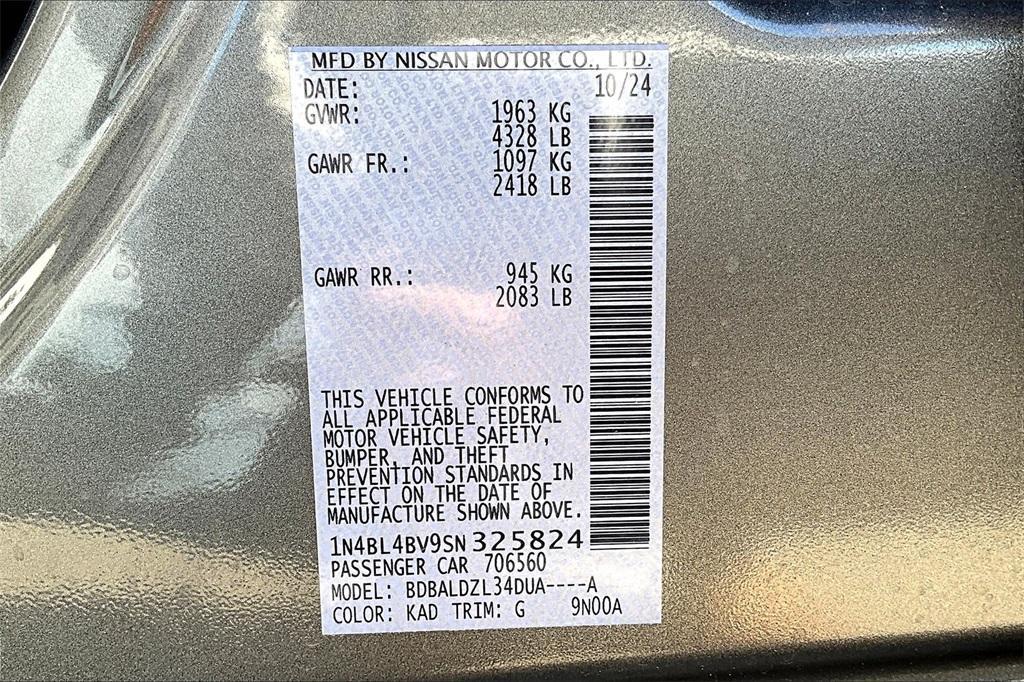 MFD BY NISSAN MOTOR CO., LTD.
DATE: 10/24
GVWR: 1963 KG
4328 LB
GAWR FR.: 1097 KG
2418 LB
GAWR RR.: 945 KG
2083 LB
THIS VEHICLE CONFORMS TO
ALL APPLICABLE FEDERAL
MOTOR VEHICLE SAFETY,
BUMPER, AND THEFT
PREVENTION STANDARDS IN
EFFECT ON THE DATE OF
MANUFACTURE SHOWN ABOVE.
1N4BL4BV9SN325824
PASSENGER CAR 706560
MODEL: BDBALDZL34DUA----A
COLOR: KAD TRIM: G 9N00A